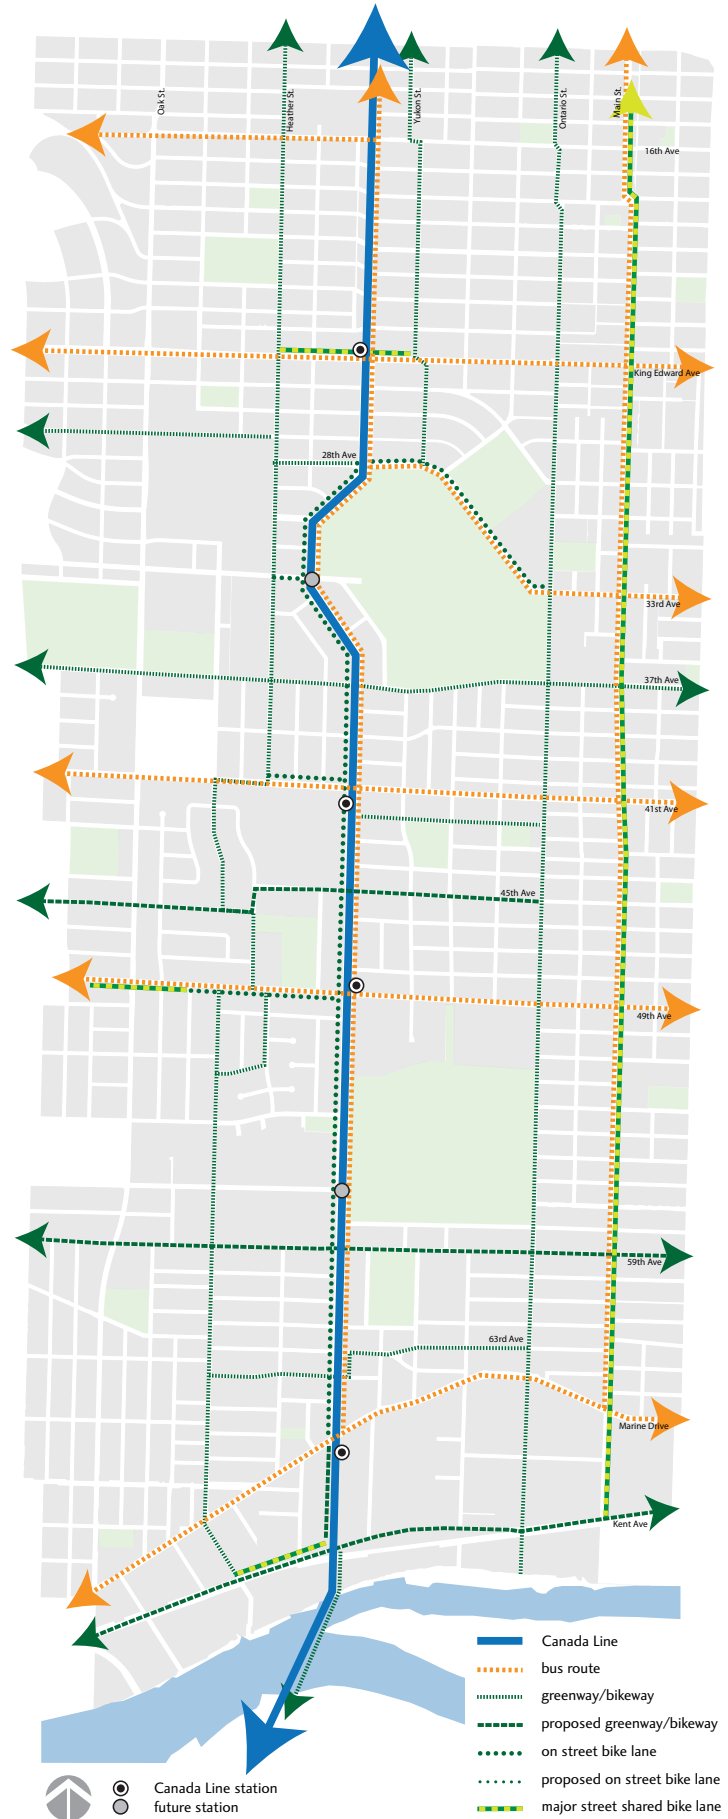 Oak St.
Heather St.
Yukon St.
Ontario St.
Main St.
16th Ave
King Edward Ave
28th Ave
33rd Ave
37th Ave
41st Ave
45th Ave
49th Ave
59th Ave
63rd Ave
Marine Drive
Kent Ave
Canada Line
bus route
greenway/bikeway
proposed greenway/bikeway
on street bike lane
proposed on street bike lane
major street shared bike lane
Canada Line station
future station